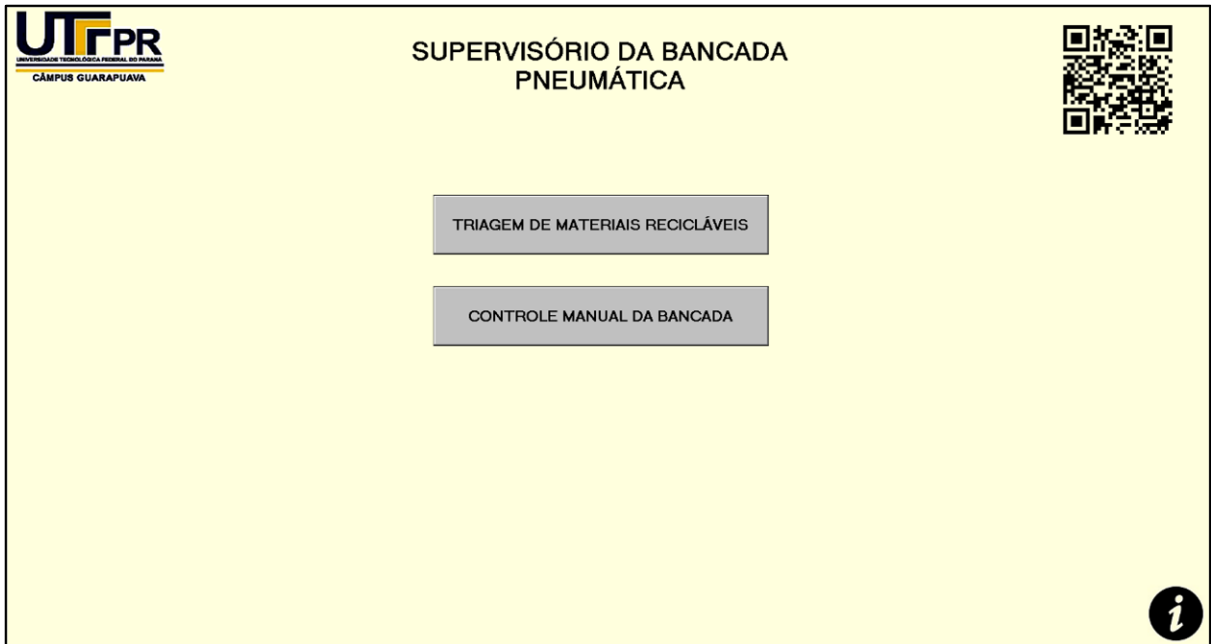 UTFPR
UNIVERSIDADE TECNOLÓGICA FEDERAL DO PARANÁ
CÂMPUS GUARAPUAVA
SUPERVISÓRIO DA BANCADA
PNEUMÁTICA
TRIAGEM DE MATERIAIS RECICLÁVEIS
CONTROLE MANUAL DA BANCADA
i